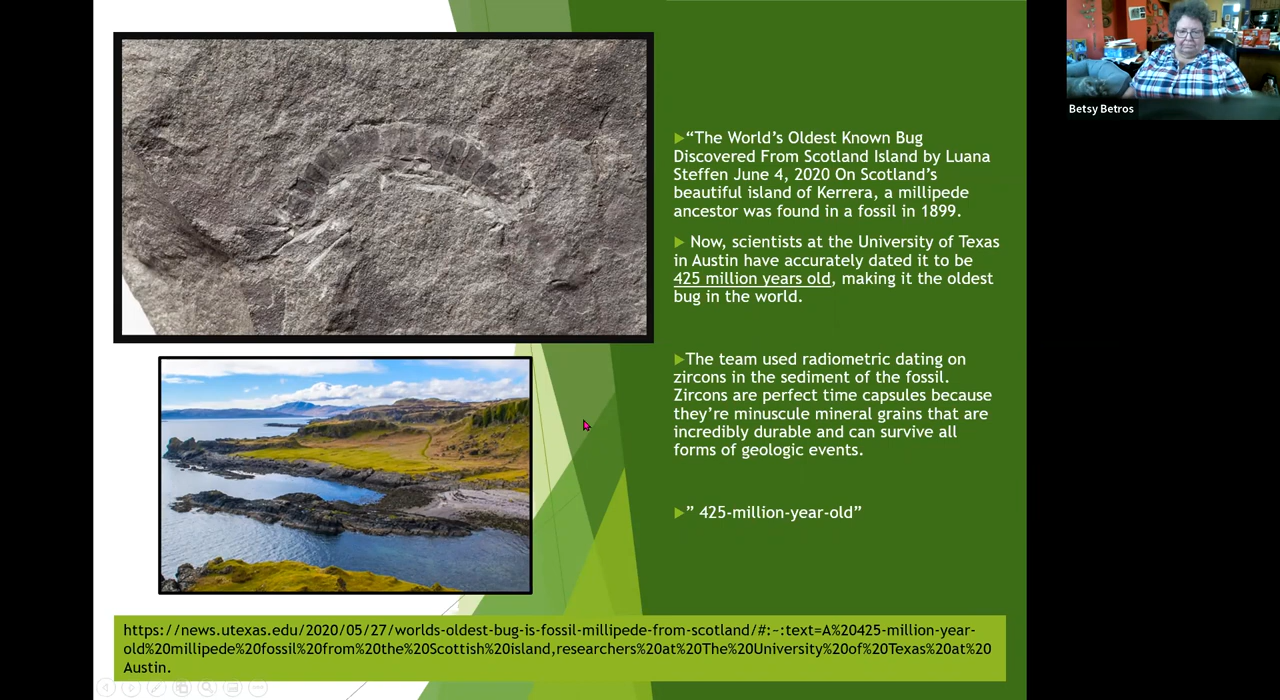 Betsy Betros
▶“The World’s Oldest Known Bug
Discovered From Scotland Island by Luana
Steffen June 4, 2020 On Scotland’s
beautiful island of Kerrera, a millipede
ancestor was found in a fossil in 1899.
▶ Now, scientists at the University of Texas
in Austin have accurately dated it to be
425 million years old, making it the oldest
bug in the world.
▶The team used radiometric dating on
zircons in the sediment of the fossil.
Zircons are perfect time capsules because
they’re minuscule mineral grains that are
incredibly durable and can survive all
forms of geologic events.
▶” 425-million-year-old”
https://news.utexas.edu/2020/05/27/worlds-oldest-bug-is-fossil-millipede-from-scotland/#:~:text=A%20425-million-year-
old%20millipede%20fossil%20from%20the%20Scottish%20island,researchers%20at%20The%20University%20of%20Texas%20at%20
Austin.